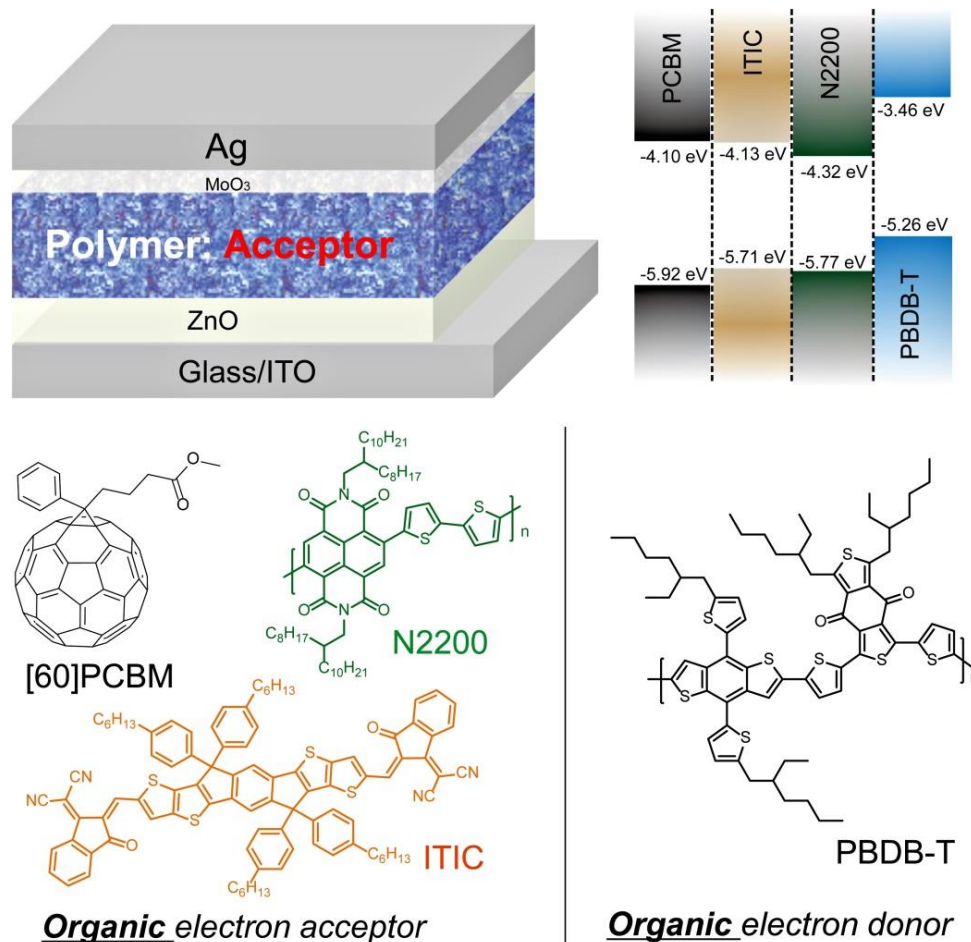 Ag
MoO₃
Polymer: Acceptor
ZnO
Glass/ITO
PCBM
ITIC
N2200
PBDB-T
-3.46 eV
-4.10 eV
-4.13 eV
-4.32 eV
-5.26 eV
-5.71 eV
-5.77 eV
-5.92 eV
O
O
[60]PCBM
C₁₀H₂₁
C₈H₁₇
O
N
O
S
S
n
O
N
O
C₈H₁₇
C₁₀H₂₁
N2200
C₆H₁₃
C₆H₁₃
O
S
S
CN
CN
NC
NC
S
S
O
C₆H₁₃
C₆H₁₃
ITIC
Organic electron acceptor
S
O
O
S
S
S
S
S
S
S
n
PBDB-T
Organic electron donor